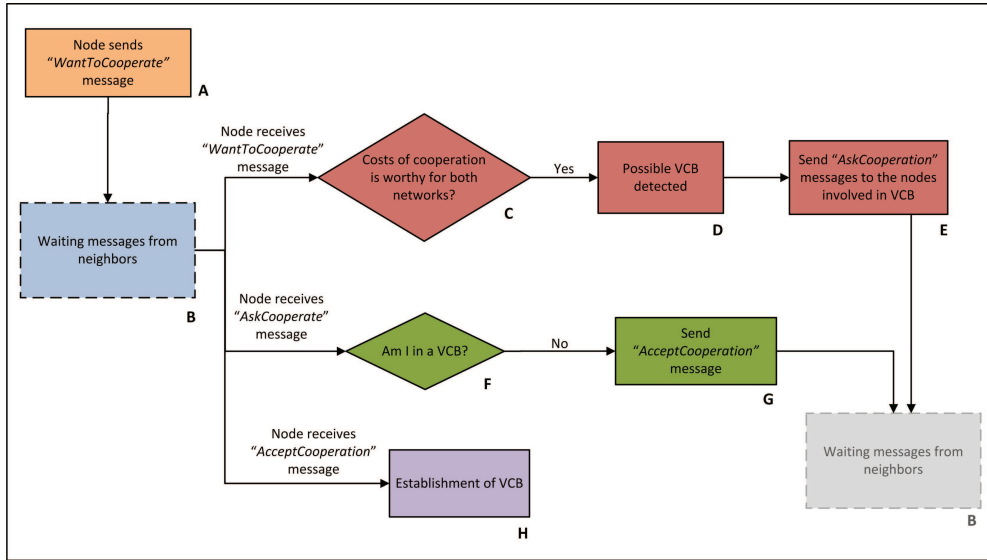 Node sends
“WantToCooperate”
message
A
Waiting messages from
neighbors
B
Node receives
“WantToCooperate”
message
Costs of cooperation
is worthy for both
networks?
C
Yes
Possible VCB
detected
D
Send “AskCooperation”
messages to the nodes
involved in VCB
E
Node receives
“AskCooperate”
message
Am I in a VCB?
F
No
Send
“AcceptCooperation”
message
G
Node receives
“AcceptCooperation”
message
Establishment of VCB
H
Waiting messages from
neighbors
B